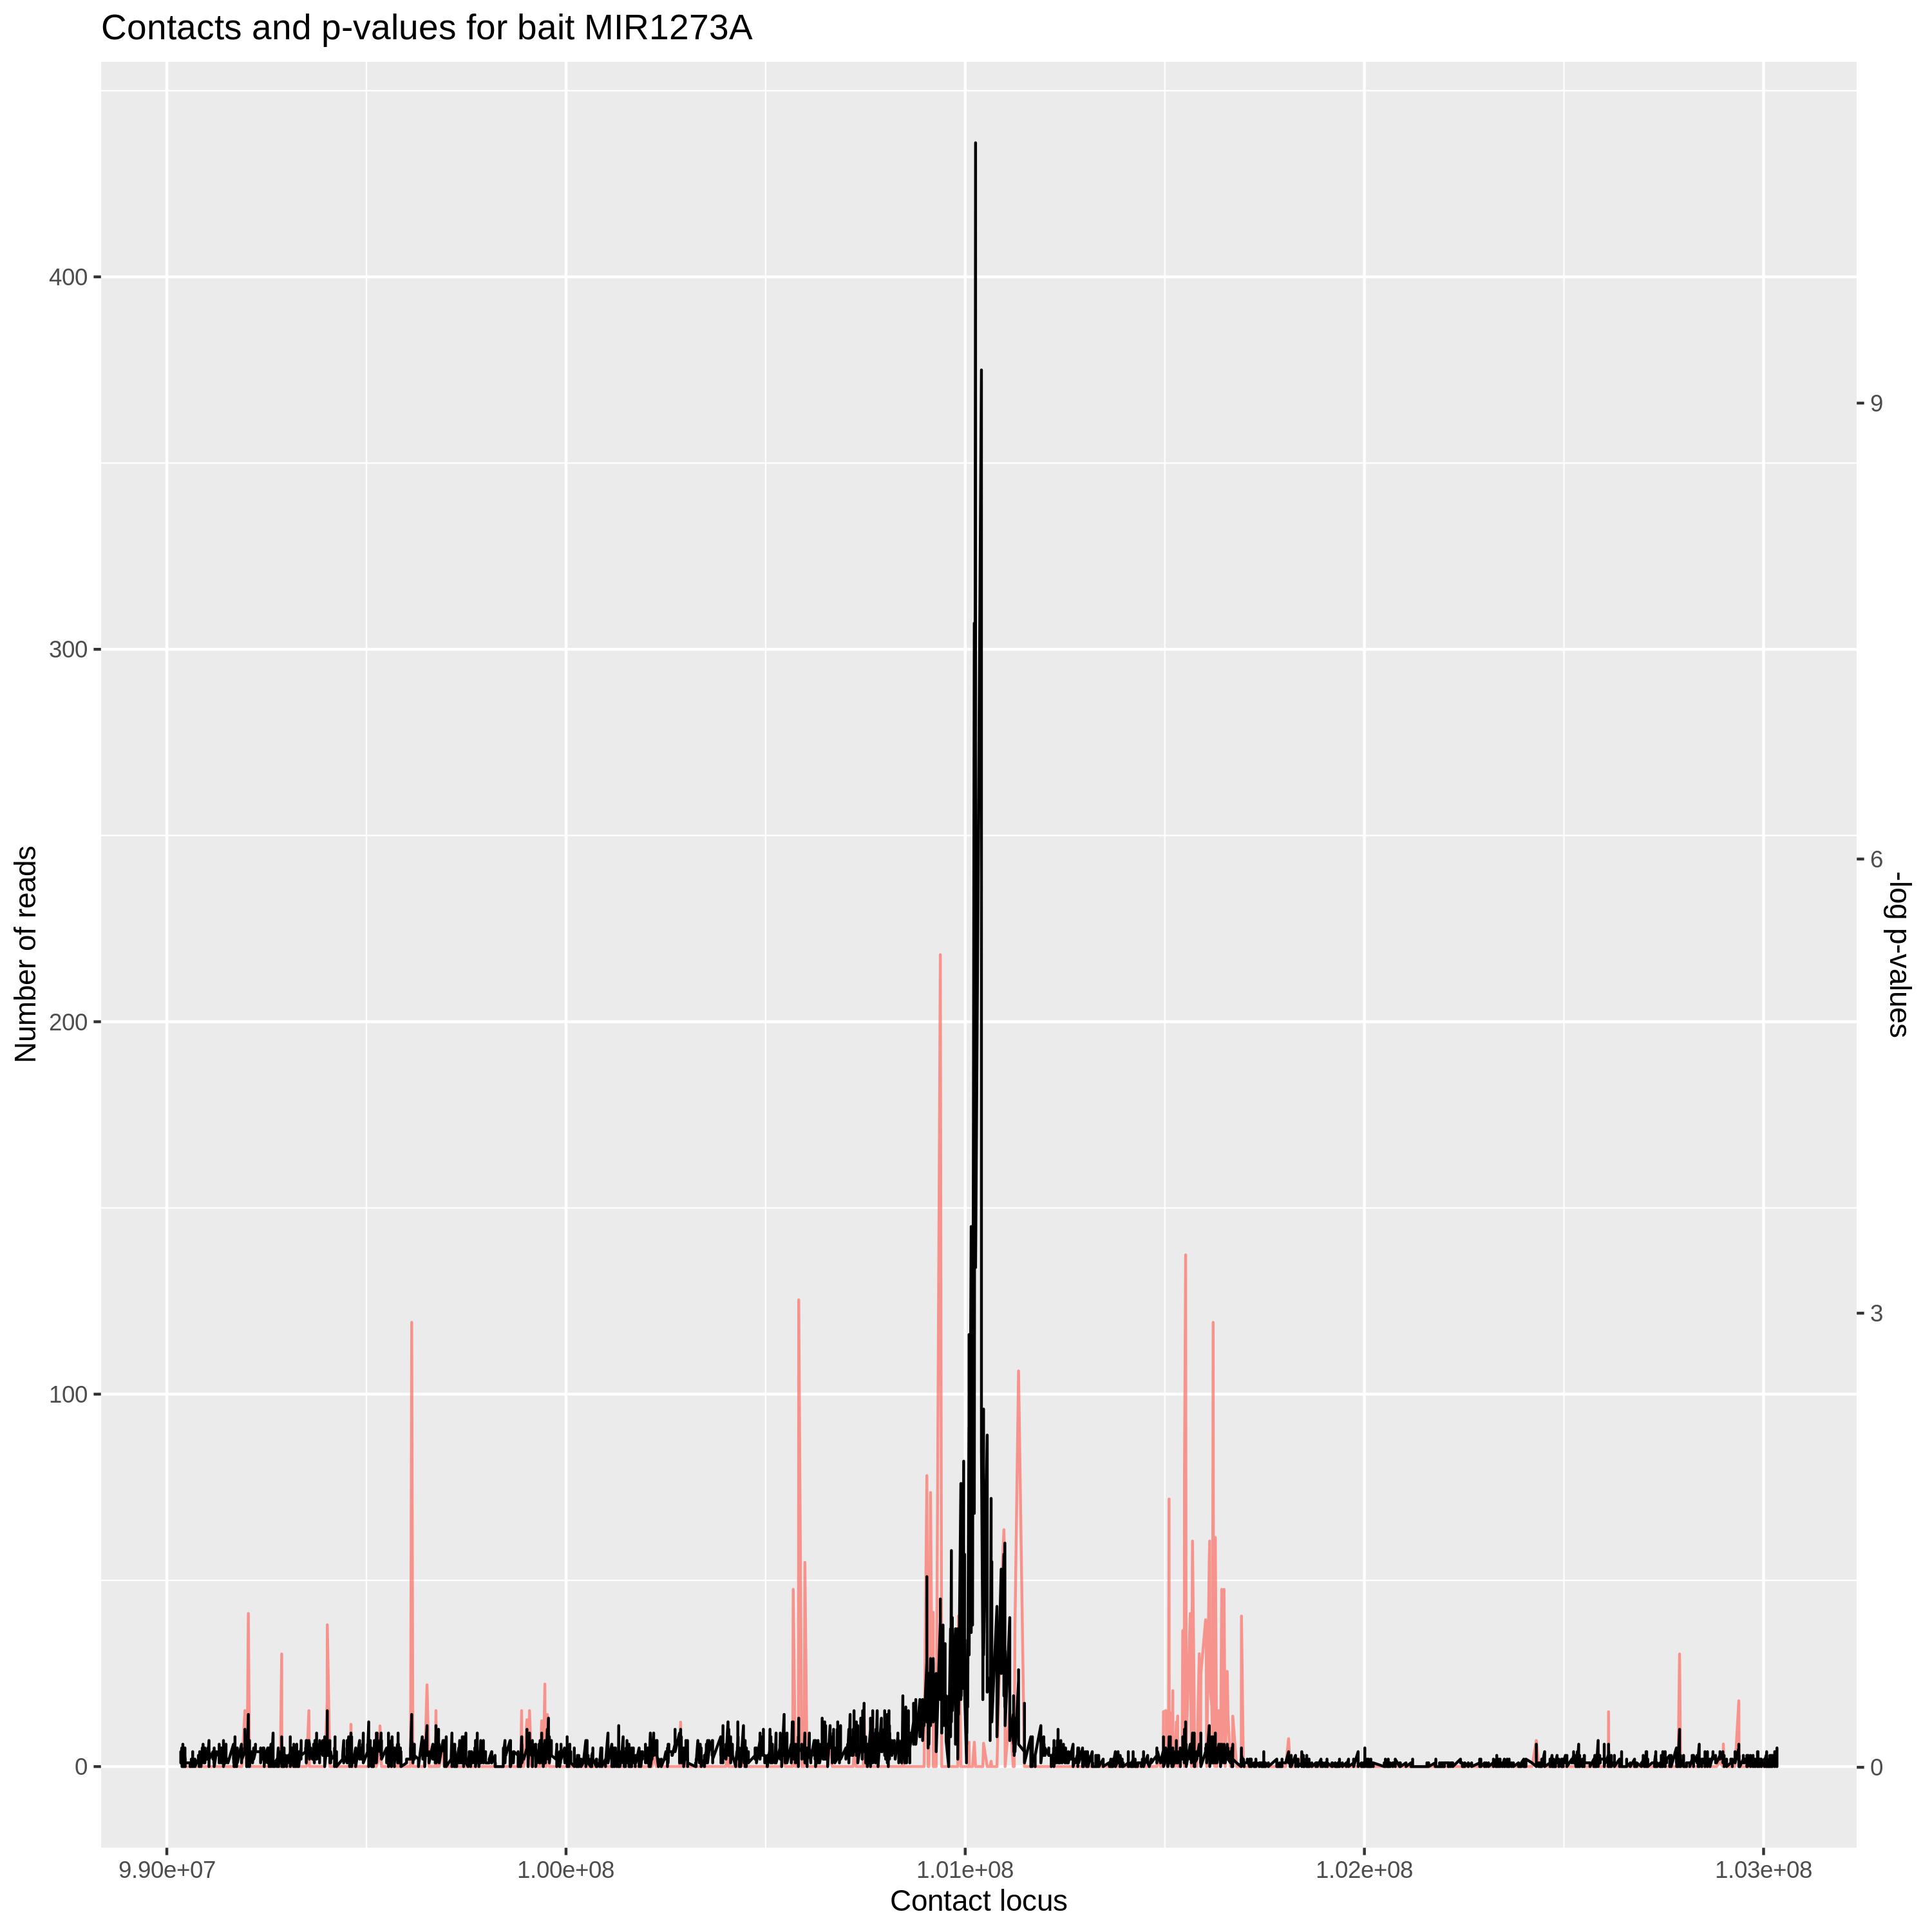 Contacts and p-values for bait MIR1273A
400
300
200
100
0
Number of reads
9
6
3
0
-log p-values
9.90e+07
1.00e+08
1.01e+08
1.02e+08
1.03e+08
Contact locus